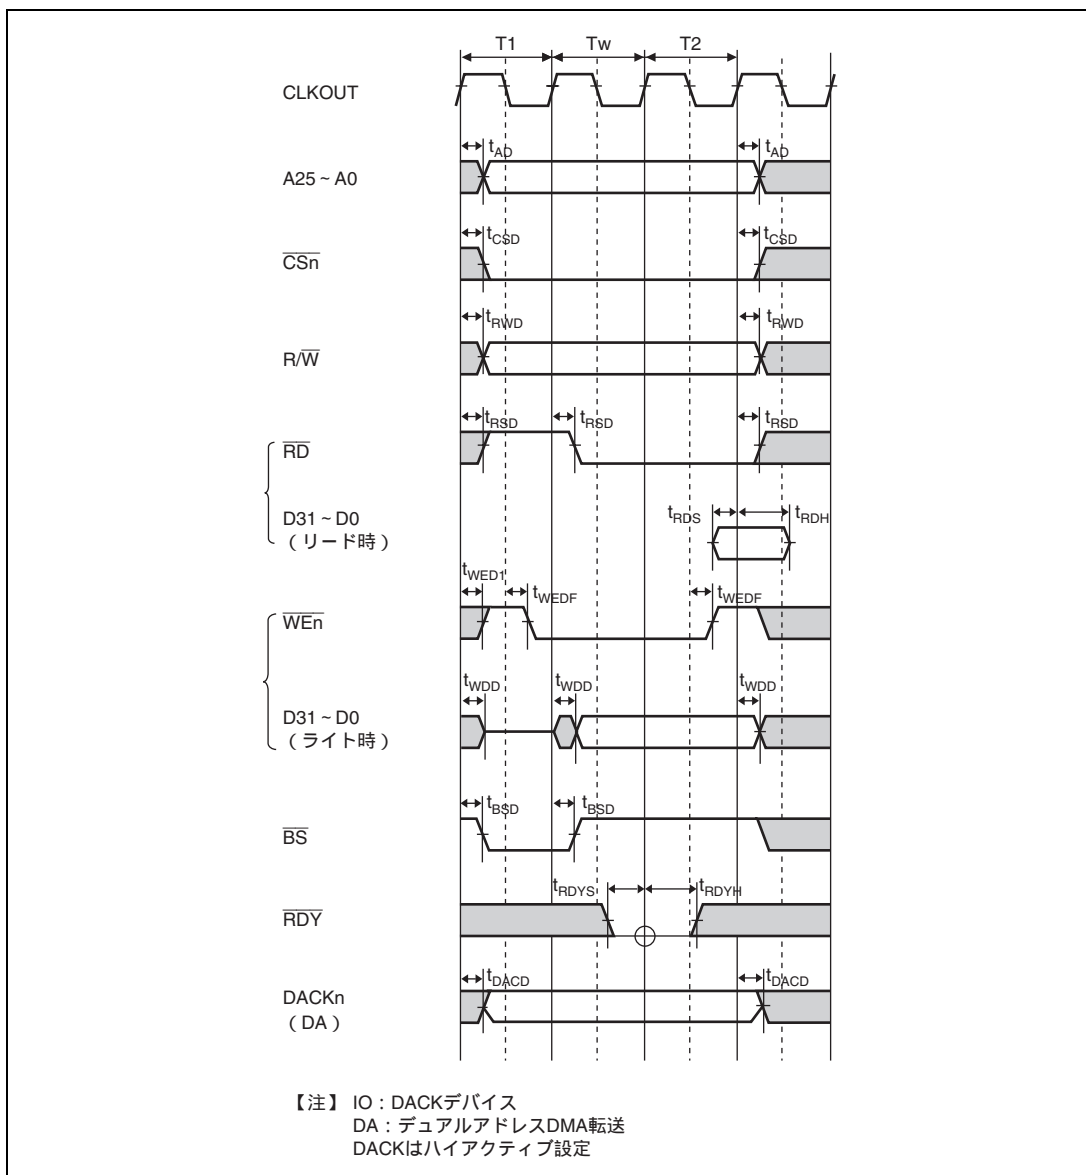 T1 Tw T2
CLKOUT
tAD tAD
A25 ~ A0
tCSD tCSD
CSn
tRWD tRWD
R/W
tRSD tRSD tRSD
RD
tRDS tRDH
D31 ~ D0
（リード時）
tWED1 tWEDF tWEDF
WEn
tWDD tWDD tWDD
D31 ~ D0
（ライト時）
tBSD tBSD
BS
tRDYS tRDYH
RDY
tDACD tDACD
DACKn
（DA）
【注】 IO：DACKデバイス
DA：デュアルアドレスDMA転送
DACKはハイアクティブ設定